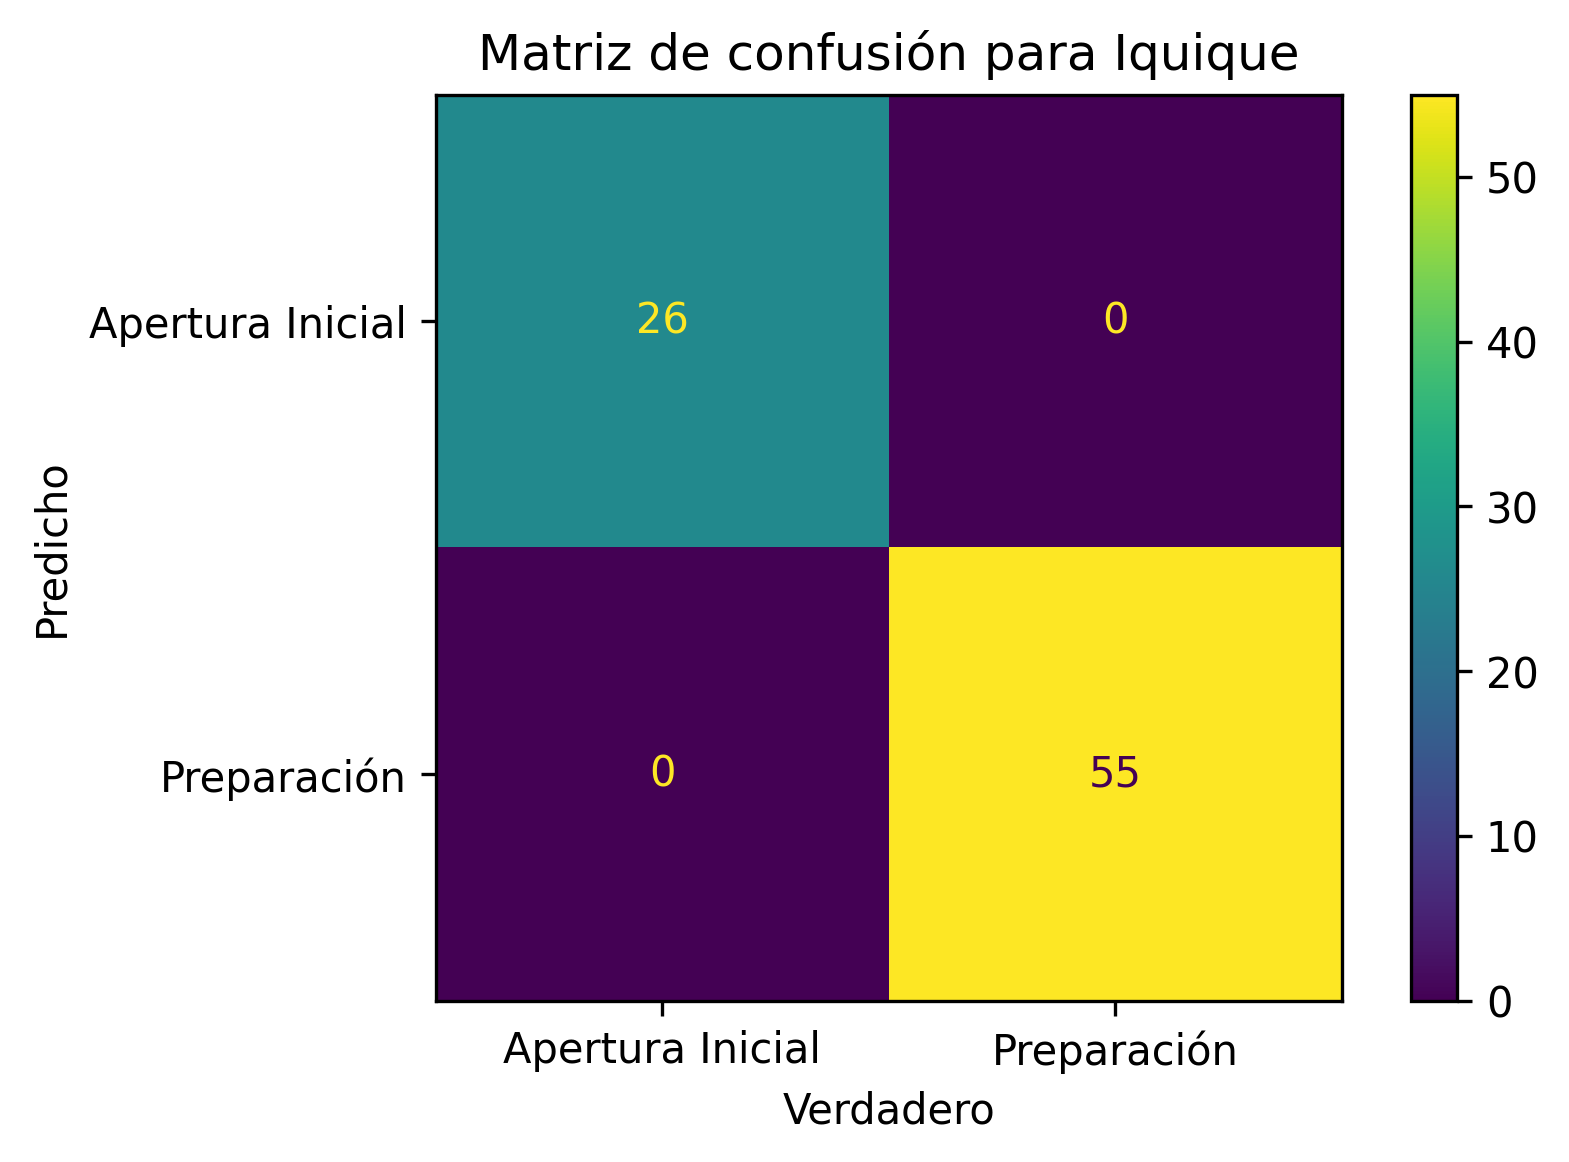 Matriz de confusión para Iquique
Predicho
Apertura Inicial
26
0
Preparación
0
55
Apertura Inicial
Preparación
Verdadero
50
40
30
20
10
0